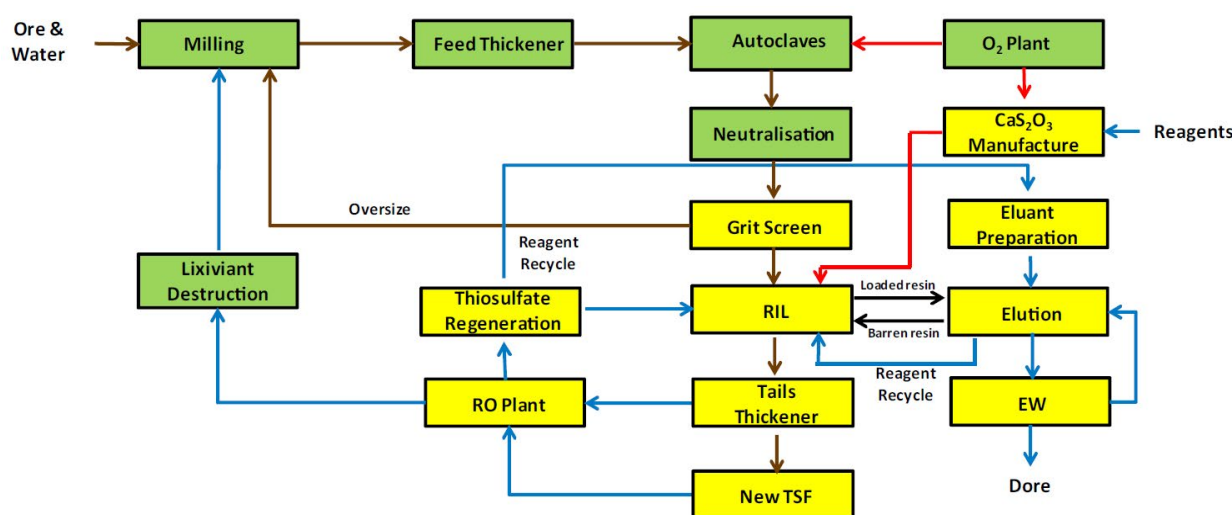 Ore &
Water
Milling
Feed Thickener
Autoclaves
O₂ Plant
Neutralisation
CaS₂O₃
Manufacture
Reagents
Oversize
Grit Screen
Eluant
Preparation
Reagent
Recycle
Lixiviant
Destruction
Thiosulfate
Regeneration
RIL
Loaded resin
Barren resin
Elution
Reagent
Recycle
RO Plant
Tails
Thickener
EW
New TSF
Dore